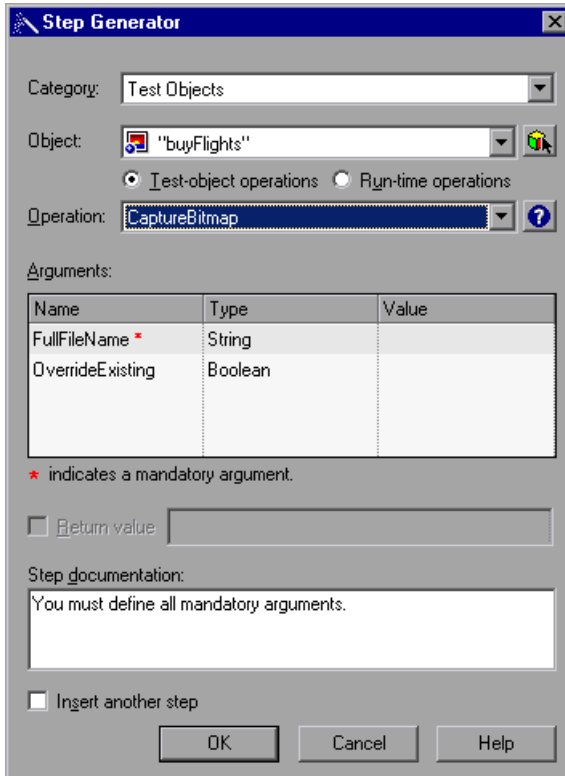 Step Generator
Category: Test Objects
Object: "buyFlights"
Test-object operations Run-time operations
Operation: CaptureBitmap
Arguments:
Name Type Value
FullFileName * String
OverrideExisting Boolean
* indicates a mandatory argument.
Return value
Step documentation:
You must define all mandatory arguments.
Insert another step
OK Cancel Help